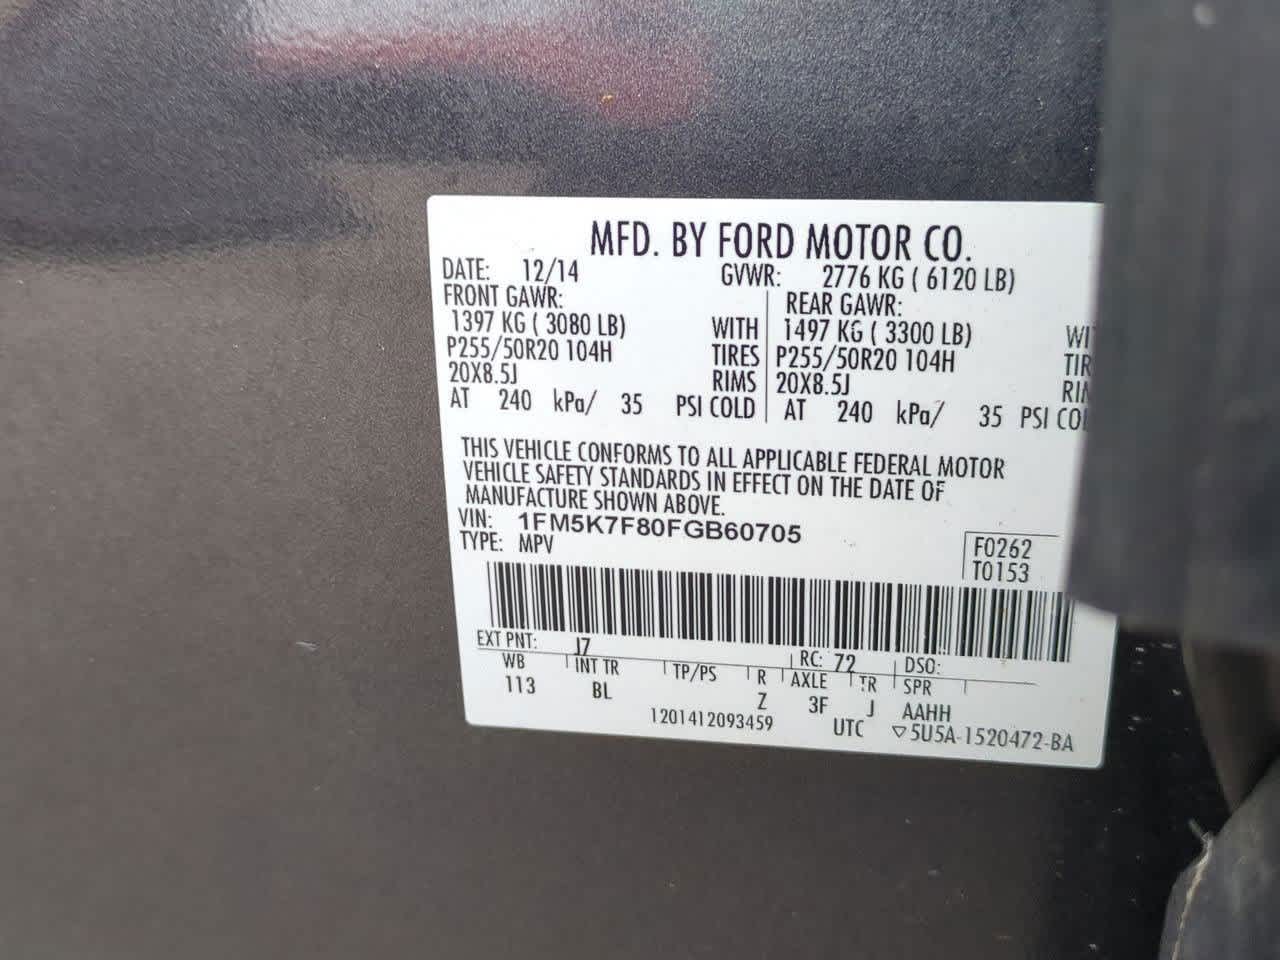 MFD. BY FORD MOTOR CO.
DATE: 12/14 GVWR: 2776 KG ( 6120 LB)
FRONT GAWR: REAR GAWR:
1397 KG ( 3080 LB) WITH 1497 KG ( 3300 LB) WI
P255/50R20 104H TIRES P255/50R20 104H TIR
20X8.5J RIMS 20X8.5J RIM
AT 240 kPa/ 35 PSI COLD AT 240 kPa/ 35 PSI COL
THIS VEHICLE CONFORMS TO ALL APPLICABLE FEDERAL MOTOR
VEHICLE SAFETY STANDARDS IN EFFECT ON THE DATE OF
MANUFACTURE SHOWN ABOVE.
VIN: 1FM5K7F80FGB60705
TYPE: MPV
F0262
T0153
EXT PNT: J7 RC: 72 DSO:
WB INT TR TP/PS R AXLE TR SPR
113 BL Z 3F J AAHH
1201412093459 UTC ▽5U5A-1520472-BA